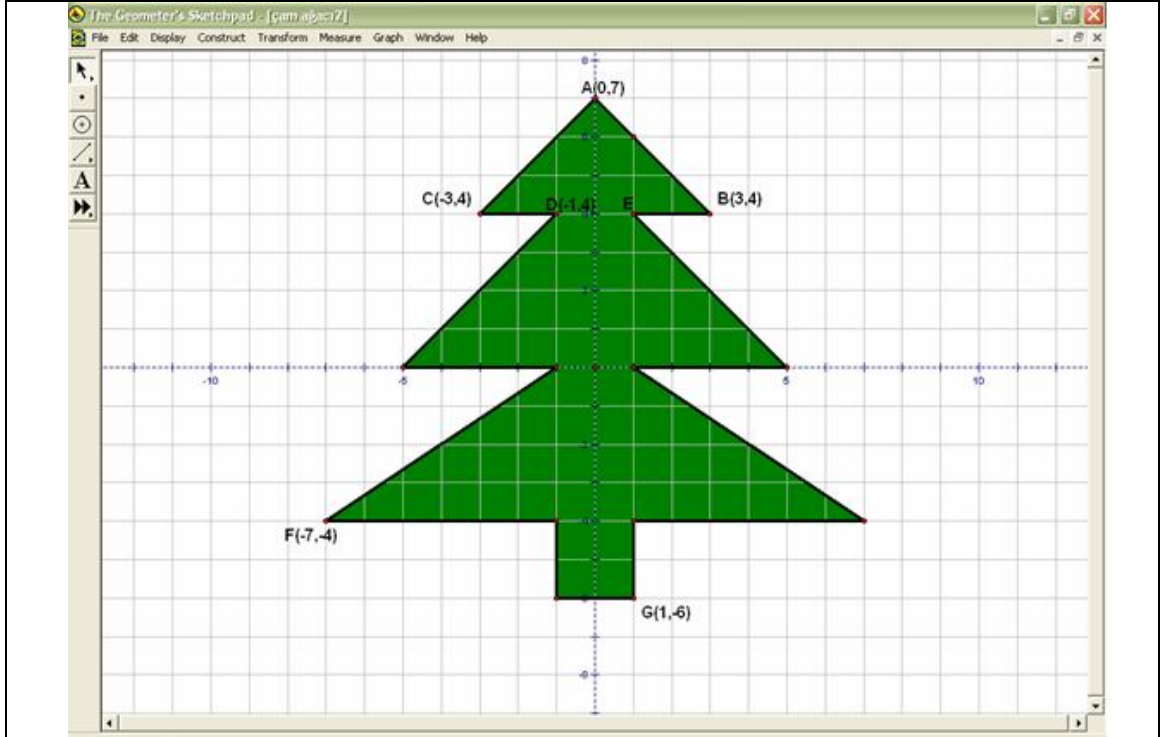 The Geometer's Sketchpad - [çam ağacı2]
File Edit Display Construct Transform Measure Graph Window Help
A(0,7)
C(-3,4) D(-1,4) E B(3,4)
A
-10 -5 5 10
F(-7,-4)
G(1,-6)